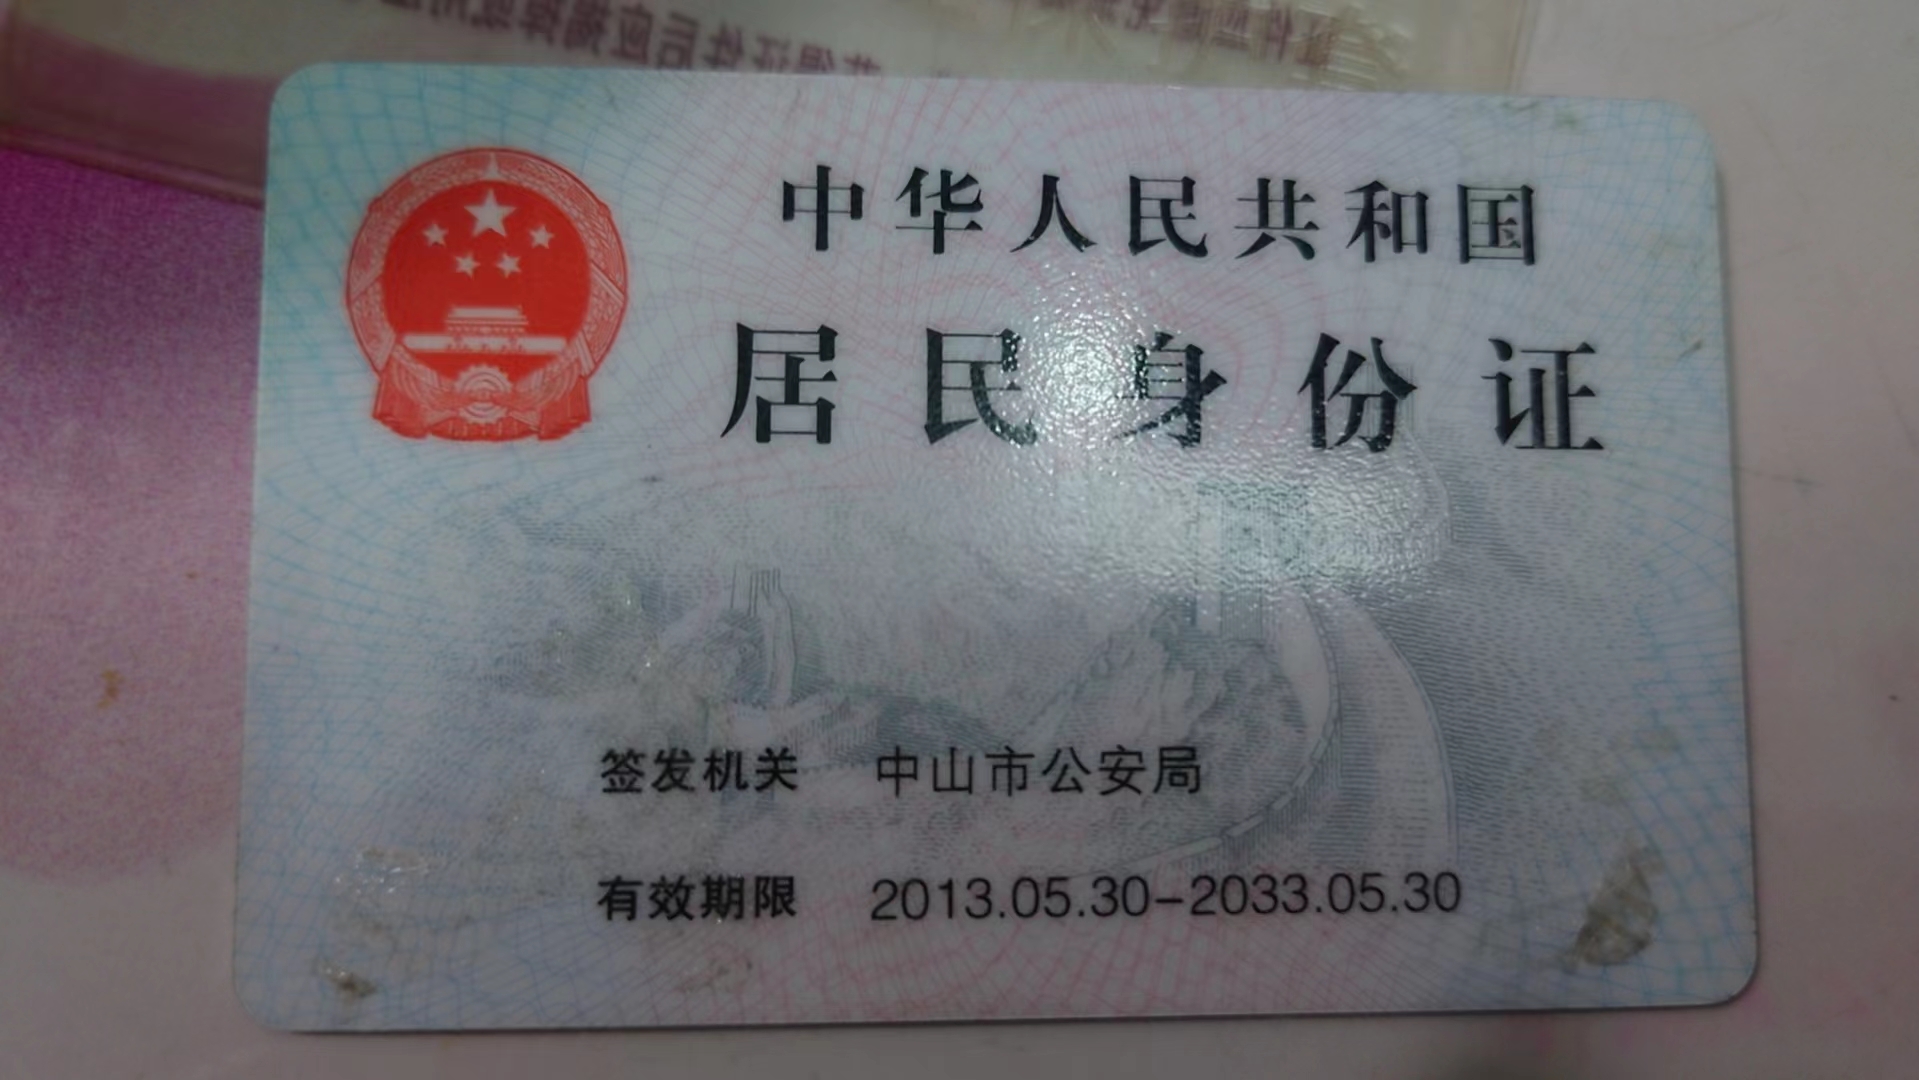 中华人民共和国
居民身份证
签发机关 中山市公安局
有效期限 2013.05.30-2033.05.30